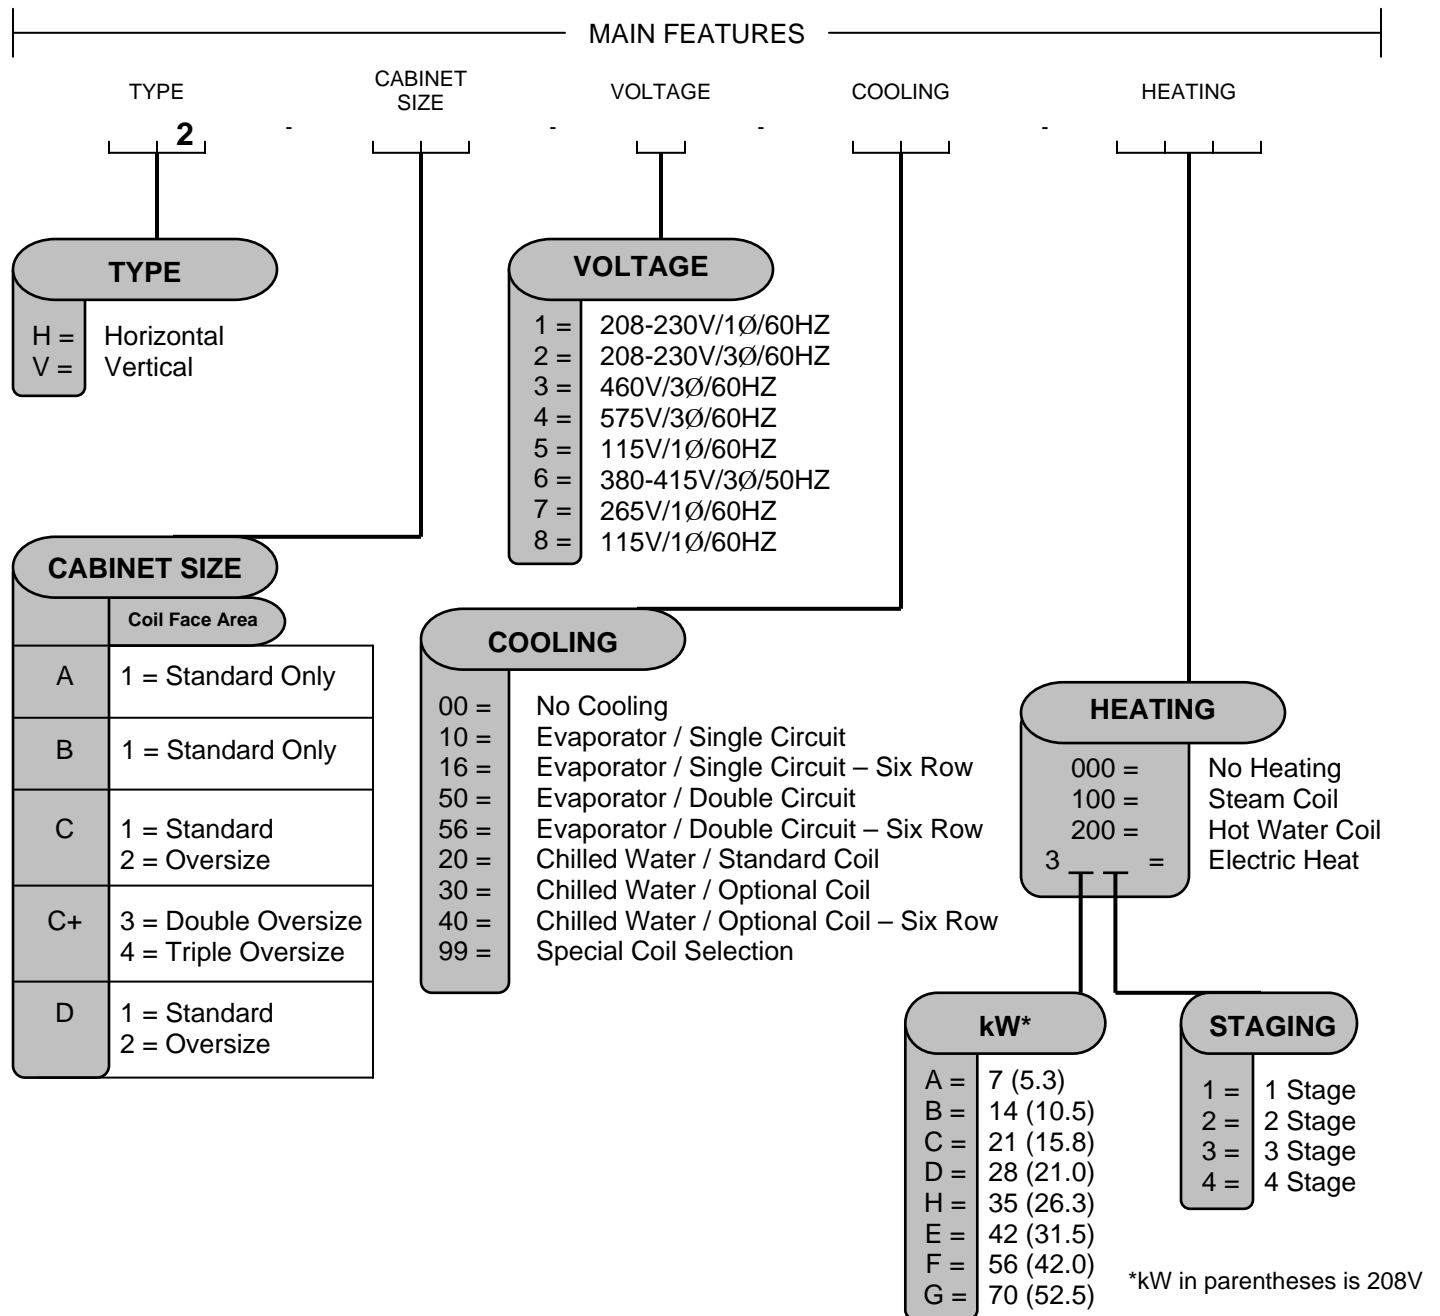 MAIN FEATURES
TYPE
CABINET
SIZE
VOLTAGE
COOLING
HEATING
2 - - - -
TYPE
H = Horizontal
V = Vertical
VOLTAGE
1 = 208-230V/1Ø/60HZ
2 = 208-230V/3Ø/60HZ
3 = 460V/3Ø/60HZ
4 = 575V/3Ø/60HZ
5 = 115V/1Ø/60HZ
6 = 380-415V/3Ø/50HZ
7 = 265V/1Ø/60HZ
8 = 115V/1Ø/60HZ
CABINET SIZE
Coil Face Area
A 1 = Standard Only
B 1 = Standard Only
C 1 = Standard
2 = Oversize
C+ 3 = Double Oversize
4 = Triple Oversize
D 1 = Standard
2 = Oversize
COOLING
00 = No Cooling
10 = Evaporator / Single Circuit
16 = Evaporator / Single Circuit – Six Row
50 = Evaporator / Double Circuit
56 = Evaporator / Double Circuit – Six Row
20 = Chilled Water / Standard Coil
30 = Chilled Water / Optional Coil
40 = Chilled Water / Optional Coil – Six Row
99 = Special Coil Selection
HEATING
000 = No Heating
100 = Steam Coil
200 = Hot Water Coil
3 _ _ = Electric Heat
kW*
A = 7 (5.3)
B = 14 (10.5)
C = 21 (15.8)
D = 28 (21.0)
H = 35 (26.3)
E = 42 (31.5)
F = 56 (42.0)
G = 70 (52.5)
STAGING
1 = 1 Stage
2 = 2 Stage
3 = 3 Stage
4 = 4 Stage
*kW in parentheses is 208V